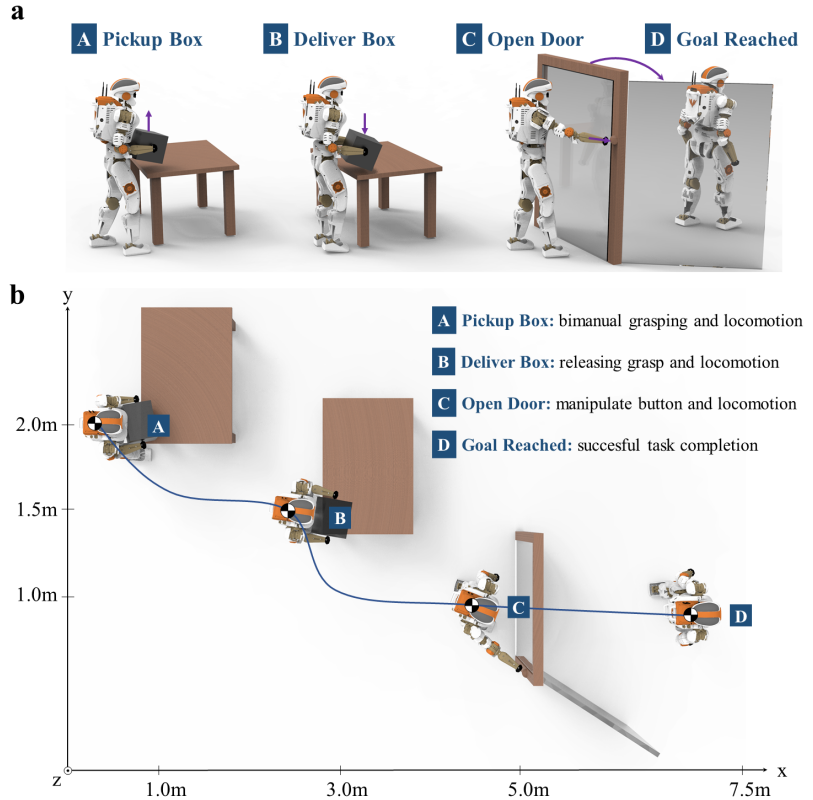 a
A Pickup Box
B Deliver Box
C Open Door
D Goal Reached
b
y
A Pickup Box: bimanual grasping and locomotion
B Deliver Box: releasing grasp and locomotion
C Open Door: manipulate button and locomotion
D Goal Reached: succesful task completion
2.0m
A
1.5m
B
1.0m
C
D
z
x
1.0m
3.0m
5.0m
7.5m